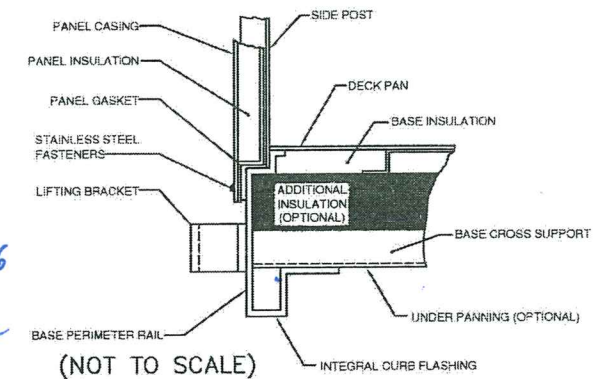 PANEL CASING
SIDE POST
PANEL INSULATION
DECK PAN
PANEL GASKET
BASE INSULATION
STAINLESS STEEL
FASTENERS
ADDITIONAL
INSULATION
(OPTIONAL)
LIFTING BRACKET
BASE CROSS SUPPORT
UNDER PANNING (OPTIONAL)
BASE PERIMETER RAIL
(NOT TO SCALE)
INTEGRAL CURB FLASHING